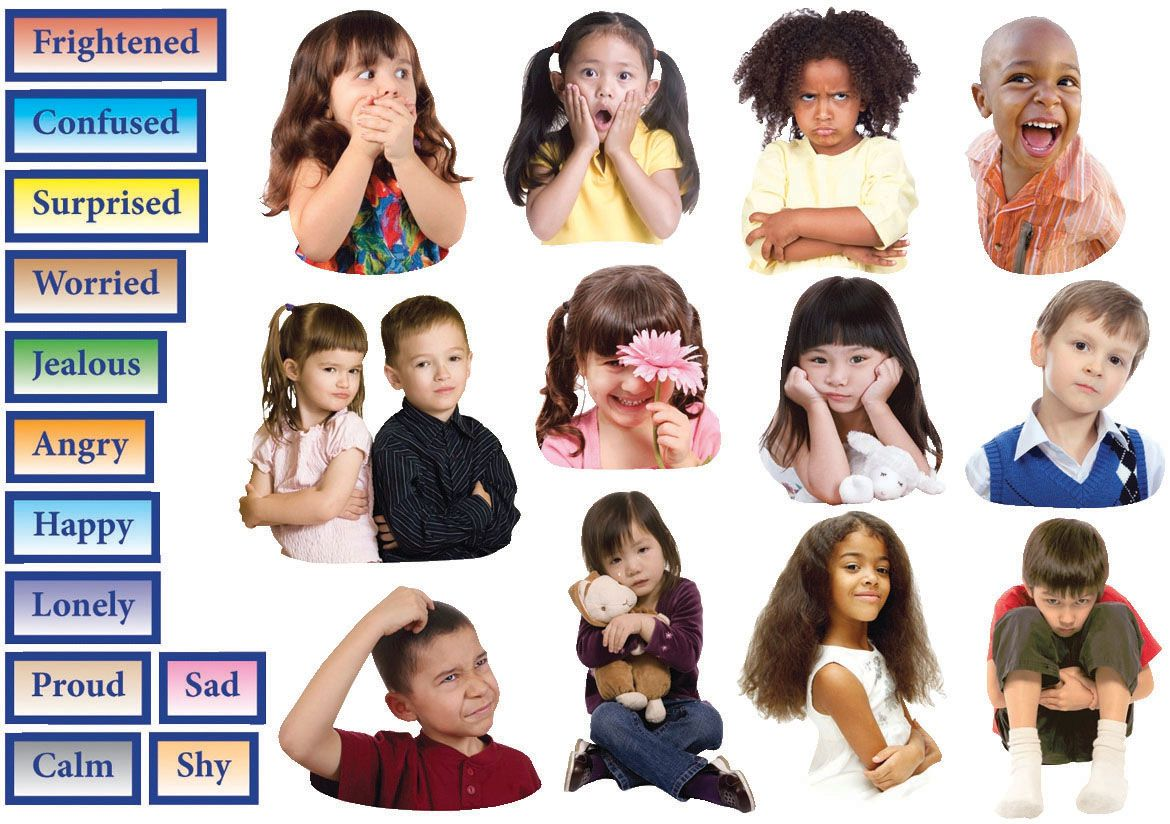 Frightened
Confused
Surprised
Worried
Jealous
Angry
Happy
Lonely
Proud Sad
Calm Shy